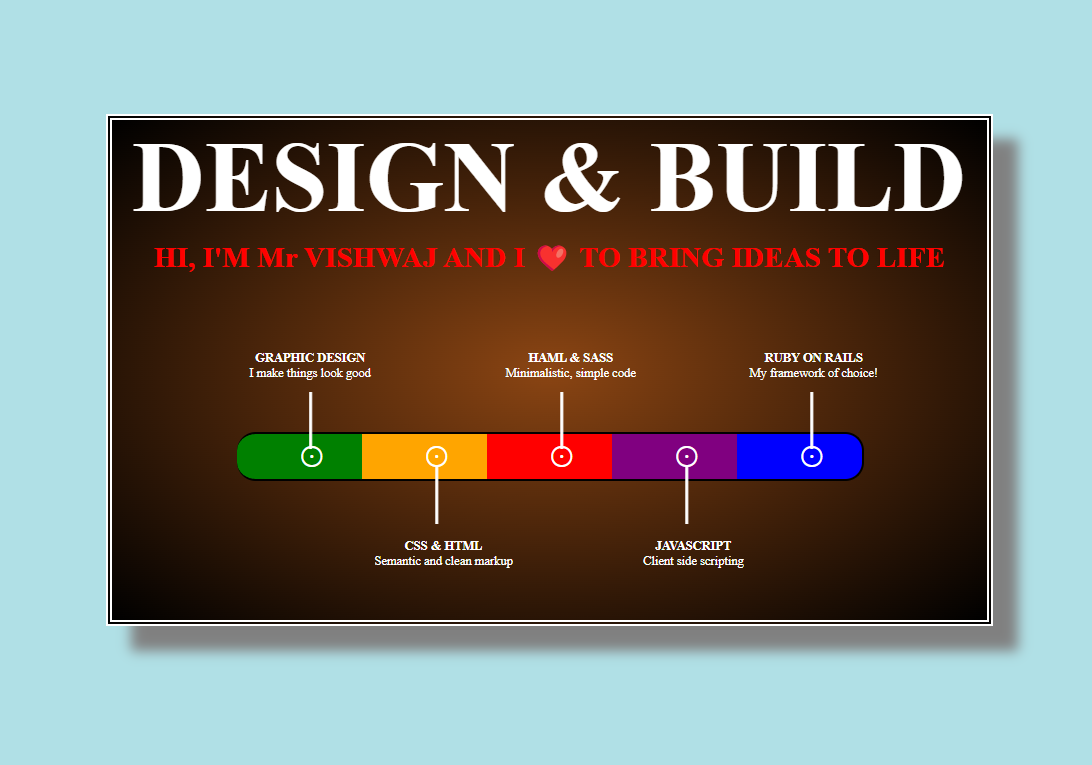 DESIGN & BUILD
HI, I'M Mr VISHWAJ AND I ❤️ TO BRING IDEAS TO LIFE
GRAPHIC DESIGN
I make things look good
HAML & SASS
Minimalistic, simple code
RUBY ON RAILS
My framework of choice!
CSS & HTML
Semantic and clean markup
JAVASCRIPT
Client side scripting